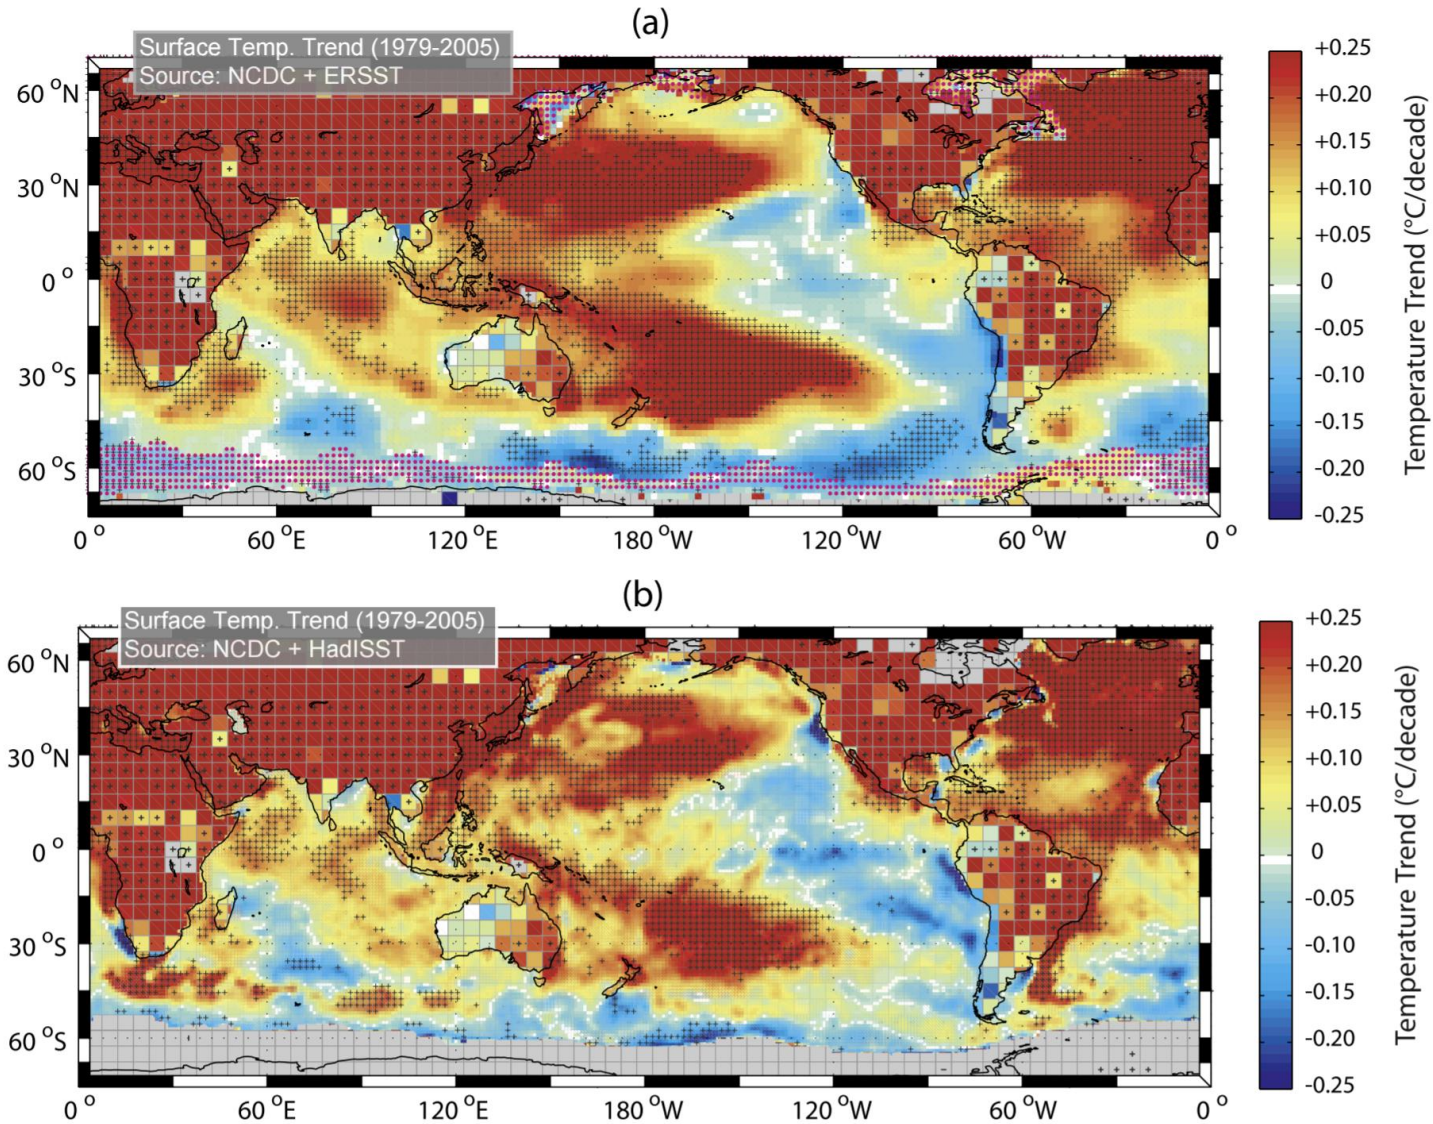 (a)
Surface Temp. Trend (1979-2005)
Source: NCDC + ERSST
60 °N
30 °N
0 °
30 °S
60 °S
0 °
60 °E
120 °E
180 °W
120 °W
60 °W
0 °
+0.25
+0.20
+0.15
+0.10
+0.05
0
-0.05
-0.10
-0.15
-0.20
-0.25
Temperature Trend (°C/decade)
(b)
Surface Temp. Trend (1979-2005)
Source: NCDC + HadISST
60 °N
30 °N
0 °
30 °S
60 °S
0 °
60 °E
120 °E
180 °W
120 °W
60 °W
0 °
+0.25
+0.20
+0.15
+0.10
+0.05
0
-0.05
-0.10
-0.15
-0.20
-0.25
Temperature Trend (°C/decade)